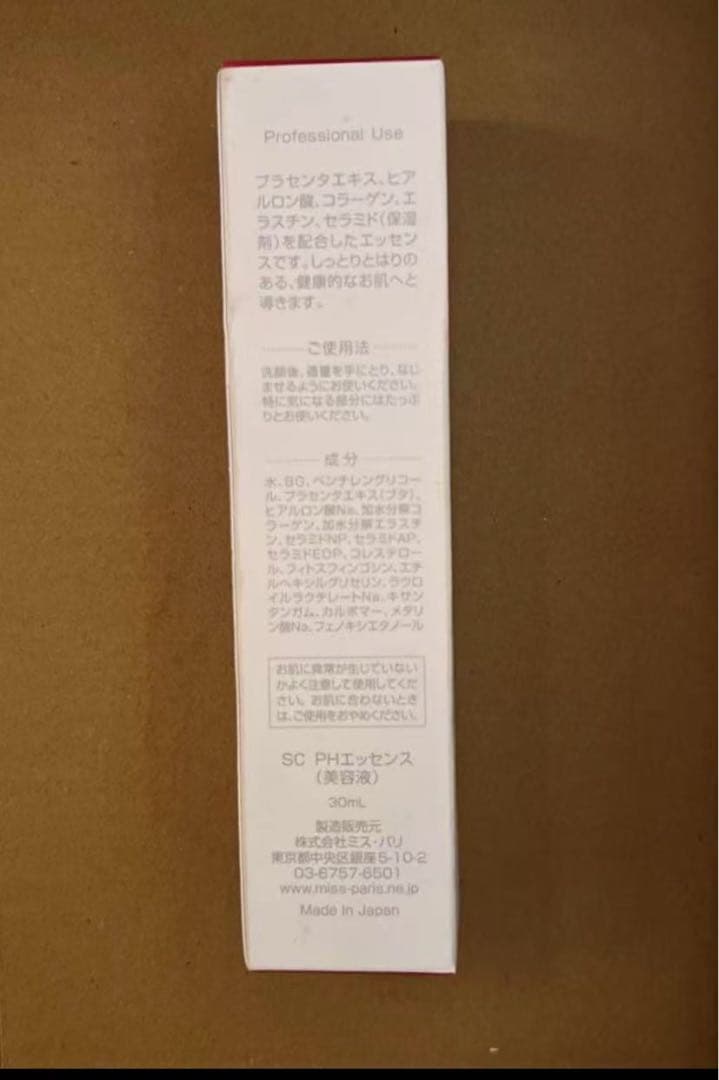 Professional Use
プラセンタエキス、ヒア
ルロン酸、コラーゲン、エ
ラスチン、セラミド(保湿
剤)を配合したエッセン
スです。しっとりとはりの
ある、健康的なお肌へと
導きます。
ご使用法
洗顔後、適量を手にとり、なじ
ませるようにお使いください。
特に気になる部分にはたっぷ
りとお使いください。
成分
水、BG、ペンチレングリコー
ル、プラセンタエキス(ブタ)、
ヒアルロン酸Na、加水分解コ
ラーゲン、加水分解エラスチ
ン、セラミドNP、セラミドAP、
セラミドEOP、コレステロー
ル、フィトスフィンゴシン、エチ
ルヘキシルグリセリン、ラウロ
イルラクチレートNa、キサン
タンガム、カルボマー、メタリ
ン酸Na、フェノキシエタノール
お肌に異常が生じていない
かよく注意して使用してくだ
さい。お肌に合わないとき
は、ご使用をおやめください。
SC PHエッセンス
(美容液)
30mL
製造販売元
株式会社ミス・パリ
東京都中央区銀座5-10-2
03-6757-6501
www.miss-paris.ne.jp
Made In Japan